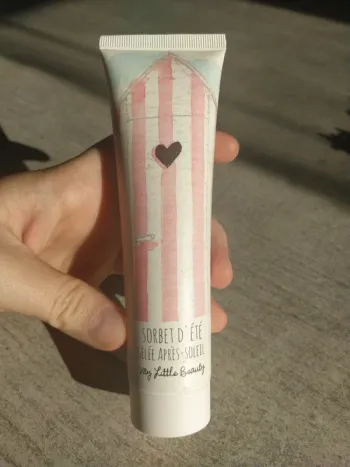 SORBET D'ÉTÉ
GELÉE APRÈS-SOLEIL
My Little Beauty